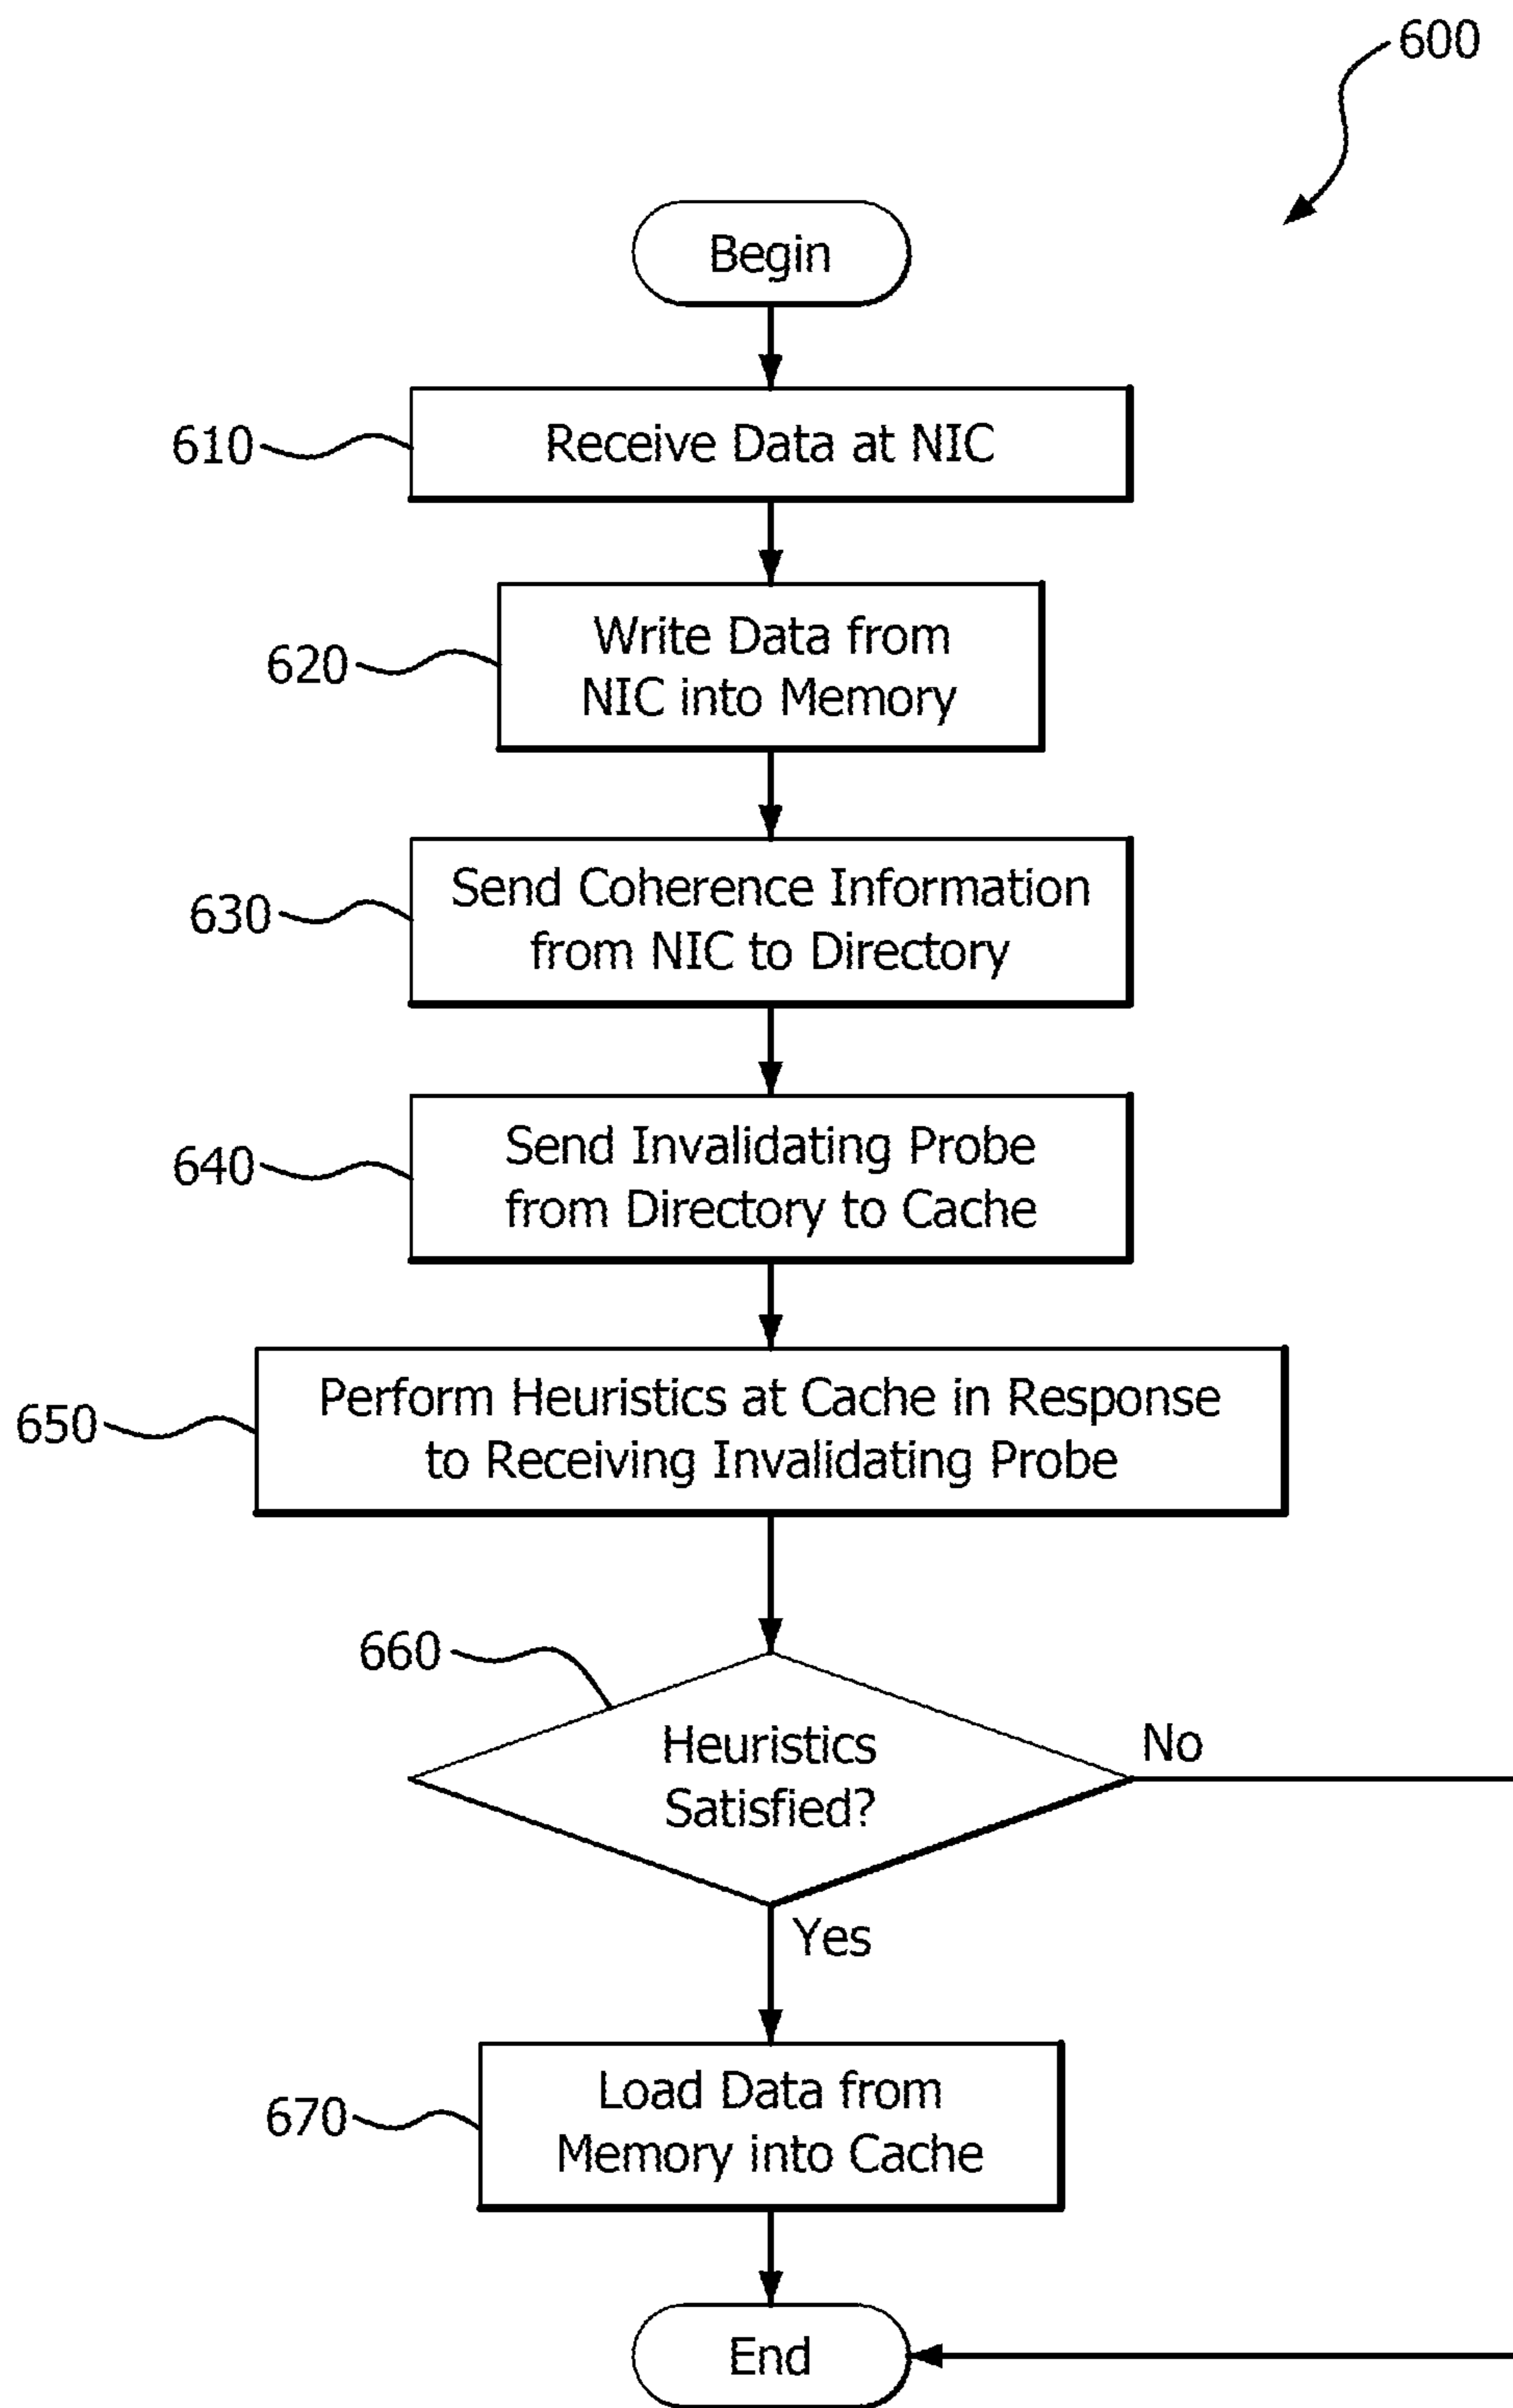 600
Begin
610
Receive Data at NIC
620
Write Data from
NIC into Memory
630
Send Coherence Information
from NIC to Directory
640
Send Invalidating Probe
from Directory to Cache
650
Perform Heuristics at Cache in Response
to Receiving Invalidating Probe
660
Heuristics
Satisfied?
No
Yes
670
Load Data from
Memory into Cache
End